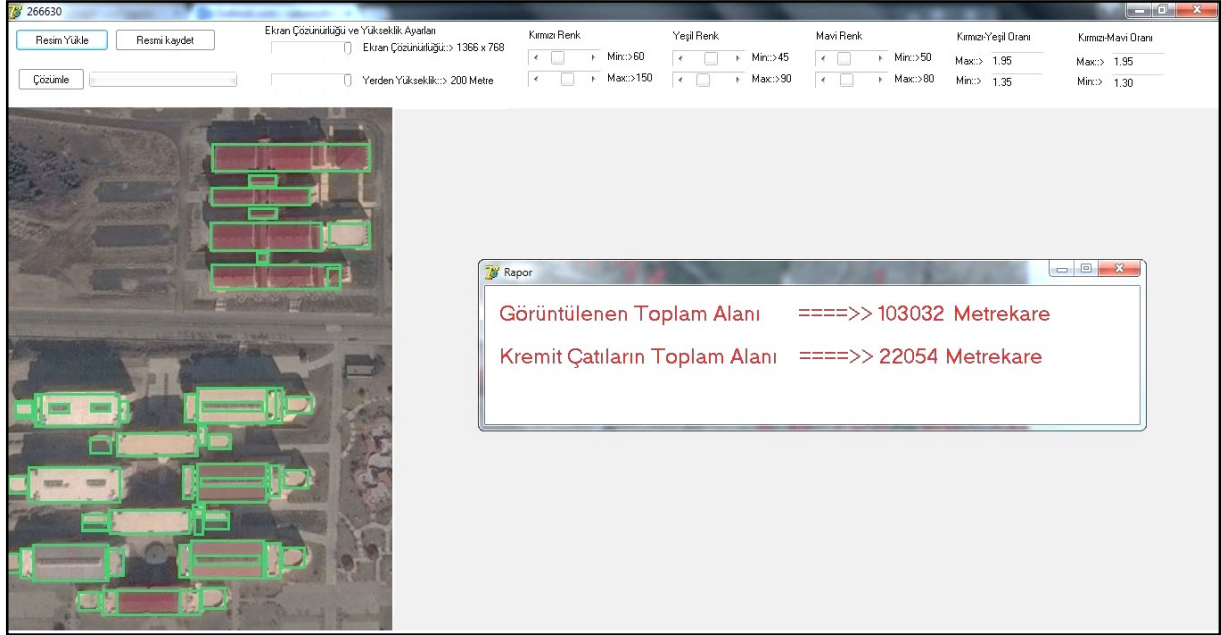 266630
Resim Yükle Resmi kaydet
Çözümle
Ekran Çözünürlüğü ve Yükseklik Ayarları
Ekran Çözünürlüğü::> 1366 x 768
Yerden Yükseklik::> 200 Metre
Kırmızı Renk
Min::>60
Max::>150
Yeşil Renk
Min::>45
Max::>90
Mavi Renk
Min::>50
Max::>80
Kırmızı-Yeşil Oranı
Max::> 1.95
Min::> 1.35
Kırmızı-Mavi Oranı
Max::> 1.95
Min::> 1.30
Rapor
Görüntülenen Toplam Alanı ====>> 103032 Metrekare
Kremit Çatıların Toplam Alanı ====>> 22054 Metrekare